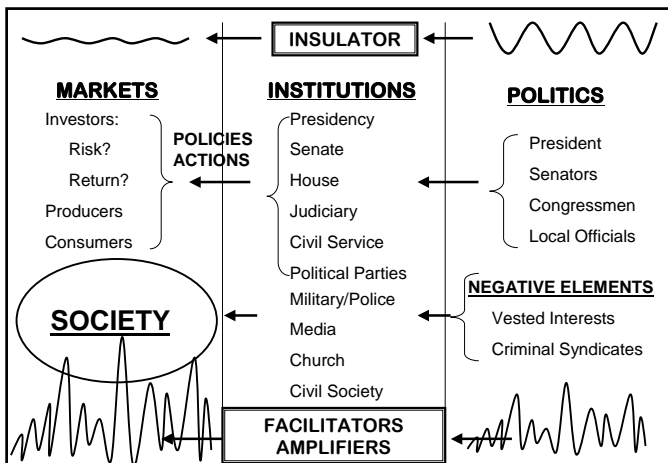 INSULATOR
MARKETS
Investors:
Risk?
Return?
Producers
Consumers
POLICIES
ACTIONS
SOCIETY
INSTITUTIONS
Presidency
Senate
House
Judiciary
Civil Service
Political Parties
Military/Police
Media
Church
Civil Society
POLITICS
President
Senators
Congressmen
Local Officials
NEGATIVE ELEMENTS
Vested Interests
Criminal Syndicates
FACILITATORS
AMPLIFIERS